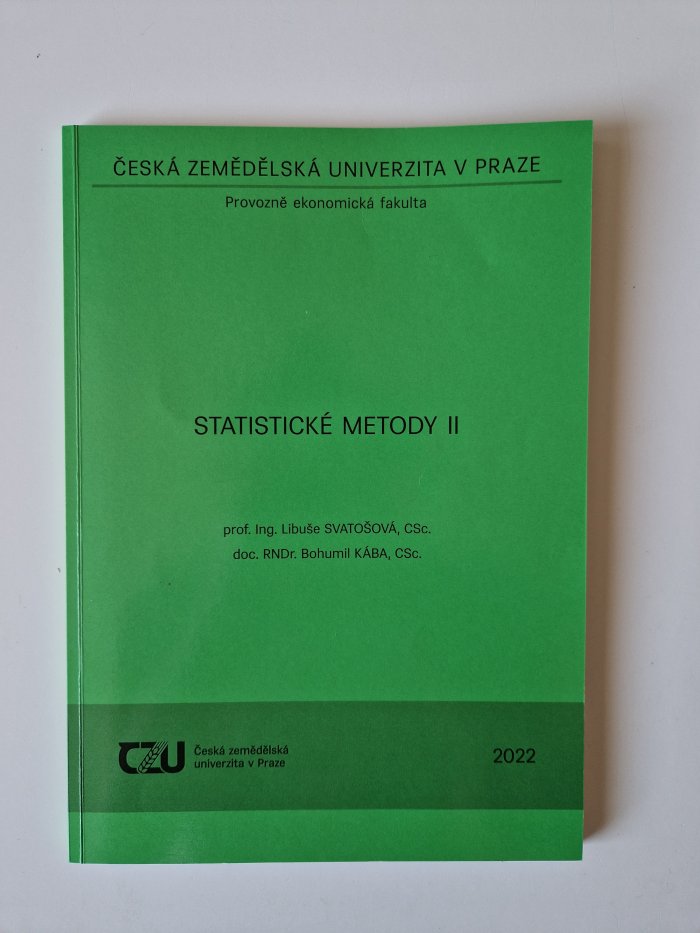 ČESKÁ ZEMĚDĚLSKÁ UNIVERZITA V PRAZE
Provozně ekonomická fakulta
STATISTICKÉ METODY II
prof. Ing. Libuše SVATOŠOVÁ, CSc.
doc. RNDr. Bohumil KÁBA, CSc.
CZU
Česká zemědělská
univerzita v Praze
2022